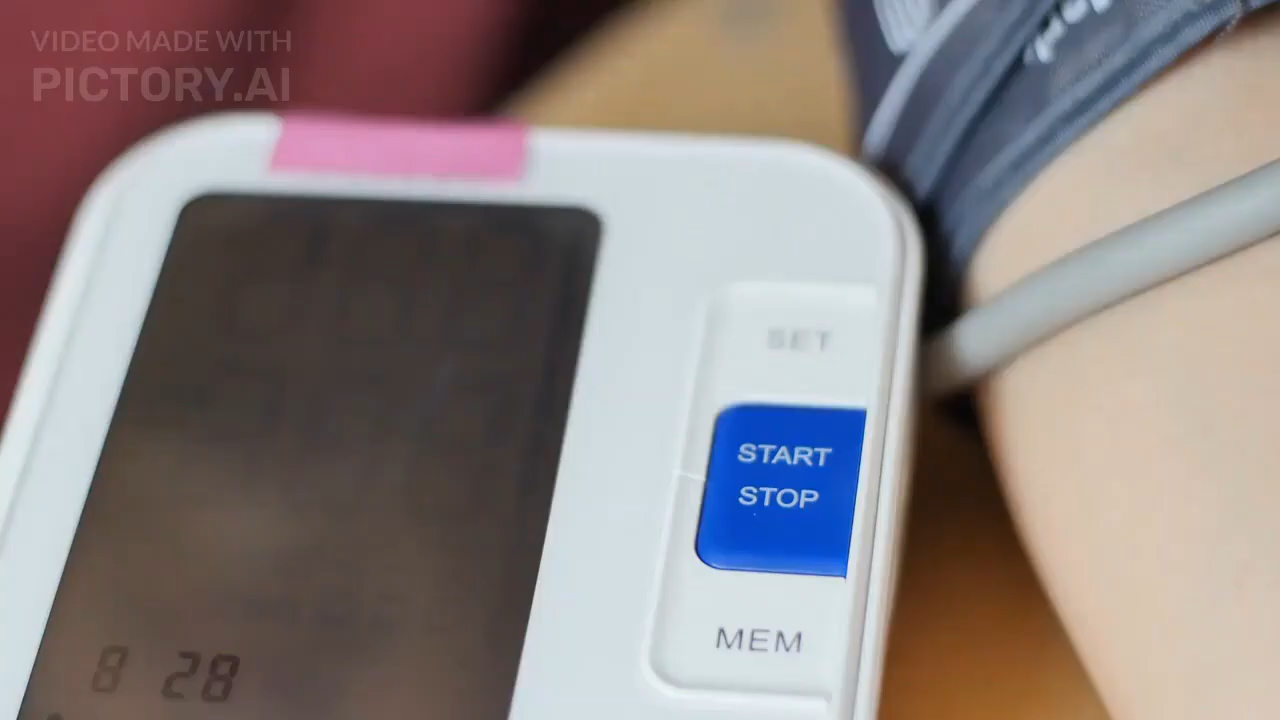 VIDEO MADE WITH
PICTORY.AI
SET
START
STOP
MEM
8 28